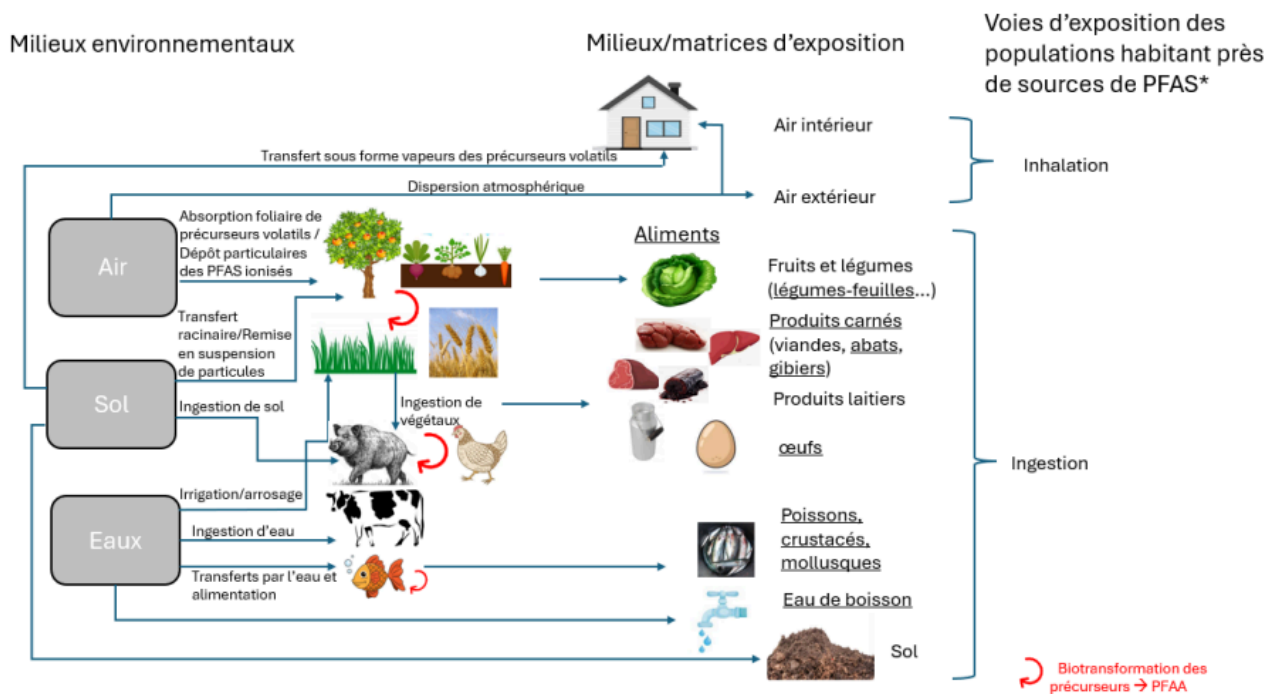 Milieux environnementaux
Milieux/matrices d'exposition
Voies d'exposition des
populations habitant près
de sources de PFAS*
Air intérieur
Transfert sous forme vapeurs des précurseurs volatils
Inhalation
Dispersion atmosphérique
Air extérieur
Absorption foliaire de
précurseurs volatils /
Dépôt particulaires
des PFAS ionisés
Air
Aliments
Fruits et légumes
(légumes-feuilles...)
Transfert
racinaire/Remise
en suspension
de particules
Produits carnés
(viandes, abats,
gibiers)
Sol
Ingestion de sol
Ingestion de
végétaux
Produits laitiers
œufs
Ingestion
Irrigation/arrosage
Eaux
Ingestion d'eau
Poissons,
crustacés,
mollusques
Transferts par l'eau et
alimentation
Eau de boisson
Sol
Biotransformation des
précurseurs → PFAA